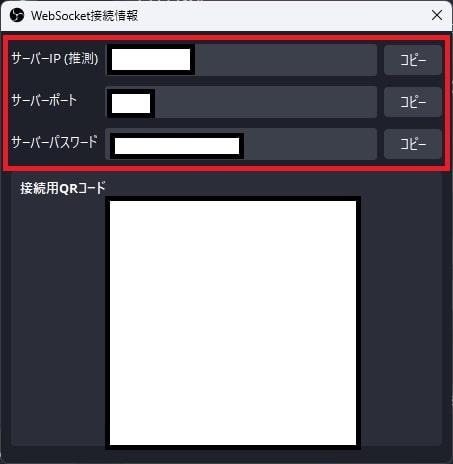 WebSocket接続情報
サーバーIP (推測)
コピー
サーバーポート
コピー
サーバーパスワード
コピー
接続用QRコード